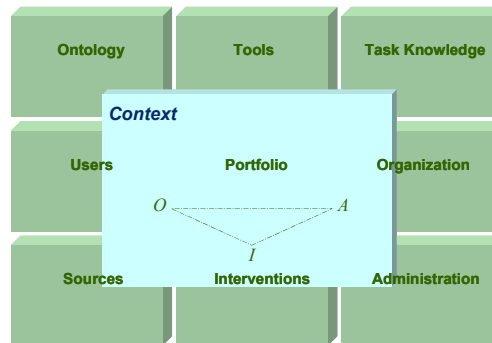 Ontology Tools Task Knowledge
Context
Users Portfolio Organization
O A
I
Sources Interventions Administration